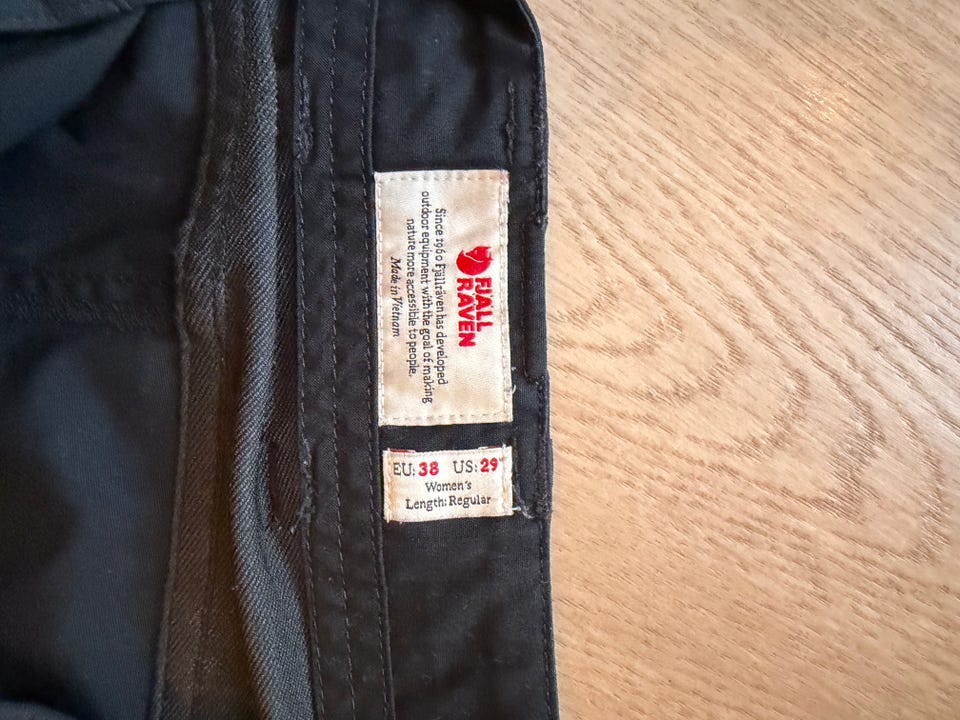 FJÄLL
RÄVEN
Since 1960 Fjällräven has developed
outdoor equipment with the goal of making
nature more accessible to people.
Made in Vietnam
EU: 38 US: 29"
Women's
Length: Regular